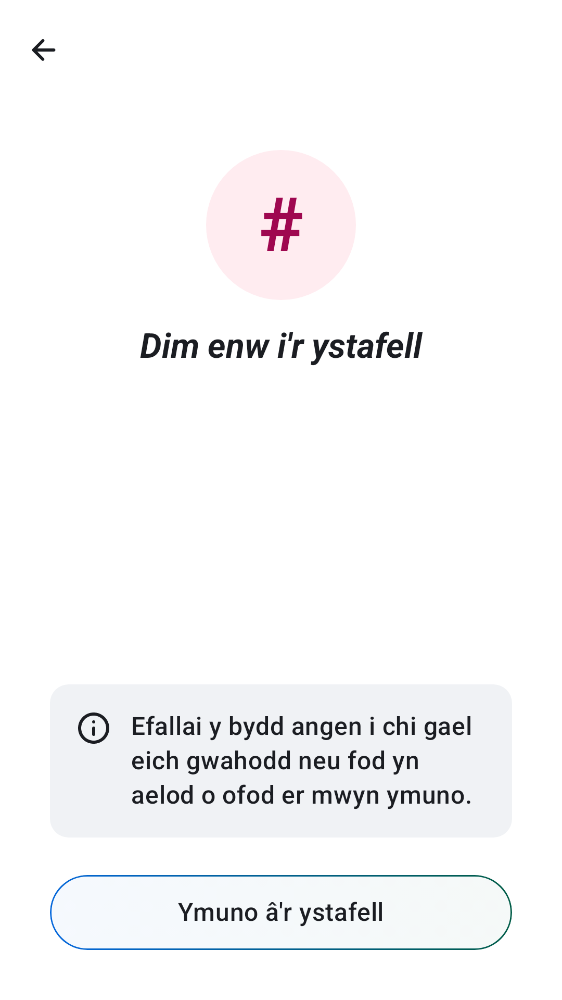 #
Dim enw i'r ystafell
Efallai y bydd angen i chi gael
eich gwahodd neu fod yn
aelod o ofod er mwyn ymuno.
Ymuno â'r ystafell